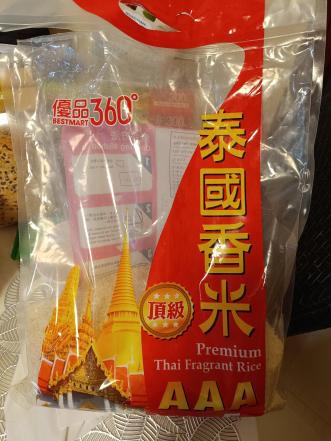 優品360°
BESTMART
泰國香米
頂級
Premium
Thai Fragrant Rice
AAA